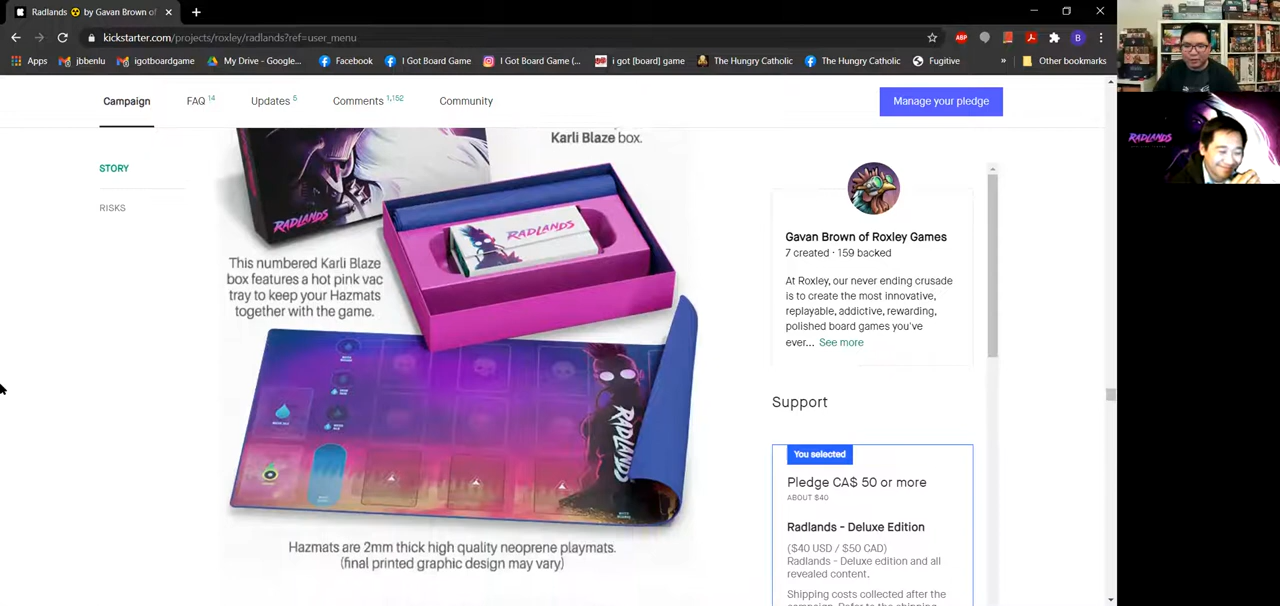 Radlands ☢ by Gavan Brown of
kickstarter.com/projects/roxley/radlands?ref=user_menu
ABP
B
Apps
jbbenlu
igotboardgame
My Drive - Google...
Facebook
I Got Board Game
I Got Board Game (...
i got [board] game
The Hungry Catholic
The Hungry Catholic
Fugitive
»
Other bookmarks
Campaign
FAQ 14
Updates 5
Comments 1,152
Community
Manage your pledge
STORY
RISKS
Karli Blaze box.
RADLANDS
RADLANDS
This numbered Karli Blaze
box features a hot pink vac
tray to keep your Hazmats
together with the game.
RADLANDS
Hazmats are 2mm thick high quality neoprene playmats.
(final printed graphic design may vary)
Gavan Brown of Roxley Games
7 created · 159 backed
At Roxley, our never ending crusade
is to create the most innovative,
replayable, addictive, rewarding,
polished board games you've
ever... See more
Support
You selected
Pledge CA$ 50 or more
ABOUT $40
Radlands - Deluxe Edition
($40 USD / $50 CAD)
Radlands - Deluxe edition and all
revealed content.
Shipping costs collected after the
campaign. Refer to the shipping
RADLANDS